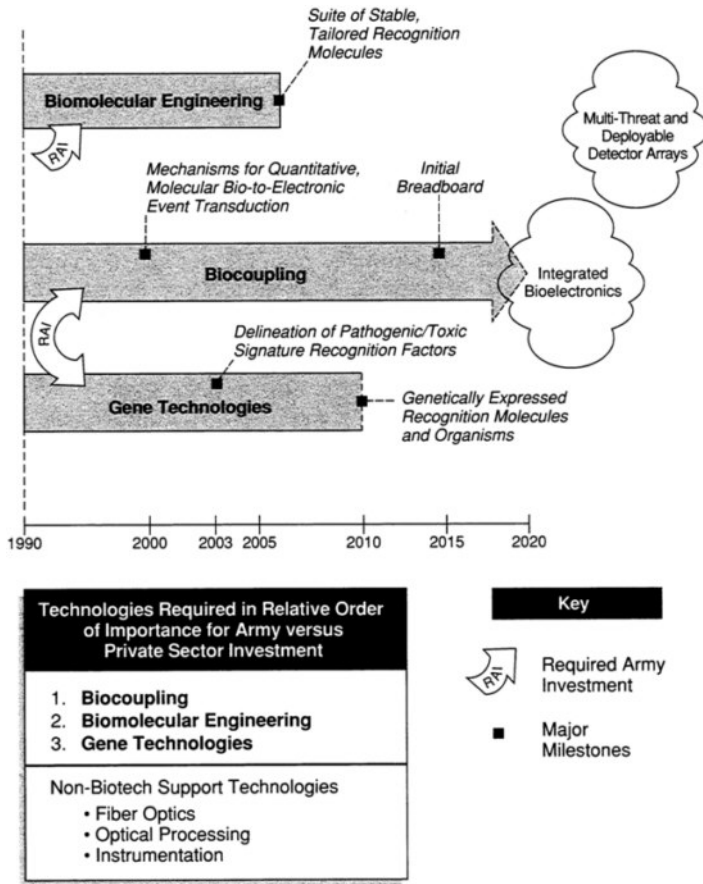 Suite of Stable,
Tailored Recognition
Molecules
Biomolecular Engineering
RAI
Multi-Threat and
Deployable
Detector Arrays
Mechanisms for Quantitative,
Molecular Bio-to-Electronic
Event Transduction
Initial
Breadboard
Biocoupling
Integrated
Bioelectronics
RAI
Delineation of Pathogenic/Toxic
Signature Recognition Factors
Gene Technologies
Genetically Expressed
Recognition Molecules
and Organisms
1990 2000 2003 2005 2010 2015 2020
Technologies Required in Relative Order
of Importance for Army versus
Private Sector Investment
1. Biocoupling
2. Biomolecular Engineering
3. Gene Technologies
Non-Biotech Support Technologies
• Fiber Optics
• Optical Processing
• Instrumentation
Key
RAI
Required Army
Investment
Major
Milestones